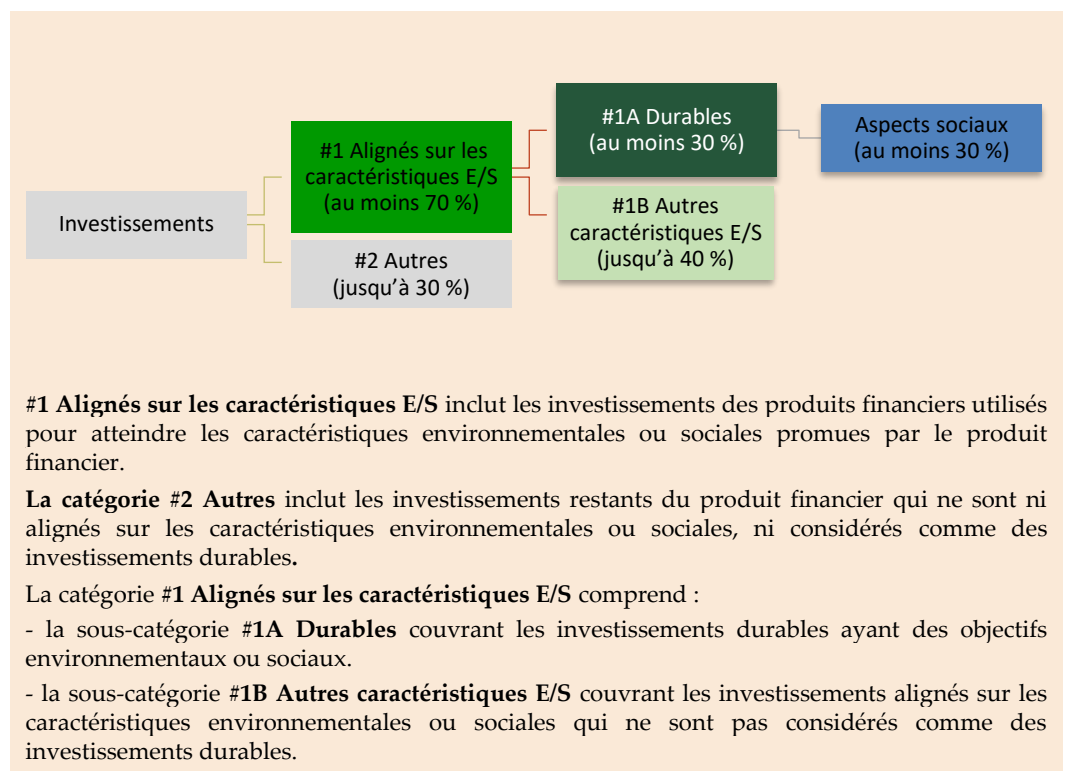 Investissements
#1 Alignés sur les
caractéristiques E/S
(au moins 70 %)
#2 Autres
(jusqu'à 30 %)
#1A Durables
(au moins 30 %)
#1B Autres
caractéristiques E/S
(jusqu'à 40 %)
Aspects sociaux
(au moins 30 %)
#1 Alignés sur les caractéristiques E/S inclut les investissements des produits financiers utilisés
pour atteindre les caractéristiques environnementales ou sociales promues par le produit
financier.
La catégorie #2 Autres inclut les investissements restants du produit financier qui ne sont ni
alignés sur les caractéristiques environnementales ou sociales, ni considérés comme des
investissements durables.
La catégorie #1 Alignés sur les caractéristiques E/S comprend :
- la sous-catégorie #1A Durables couvrant les investissements durables ayant des objectifs
environnementaux ou sociaux.
- la sous-catégorie #1B Autres caractéristiques E/S couvrant les investissements alignés sur les
caractéristiques environnementales ou sociales qui ne sont pas considérés comme des
investissements durables.